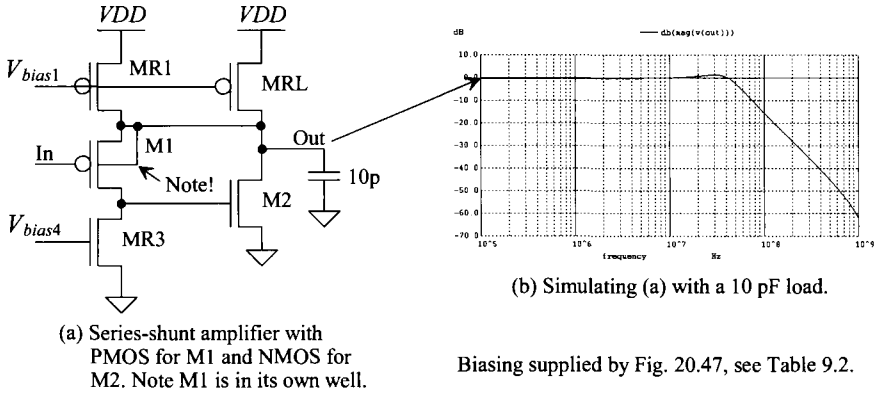 VDD VDD
Vbias1
MR1
MRL
In
M1
Note!
Out
10p
M2
Vbias4
MR3
(a) Series-shunt amplifier with
PMOS for M1 and NMOS for
M2. Note M1 is in its own well.
dB
db(mag(v(out)))
10.0
0.0
-10.0
-20.0
-30.0
-40.0
-50.0
-60.0
-70.0
10^5 10^6 10^7 10^8 10^9
frequency Hz
(b) Simulating (a) with a 10 pF load.
Biasing supplied by Fig. 20.47, see Table 9.2.